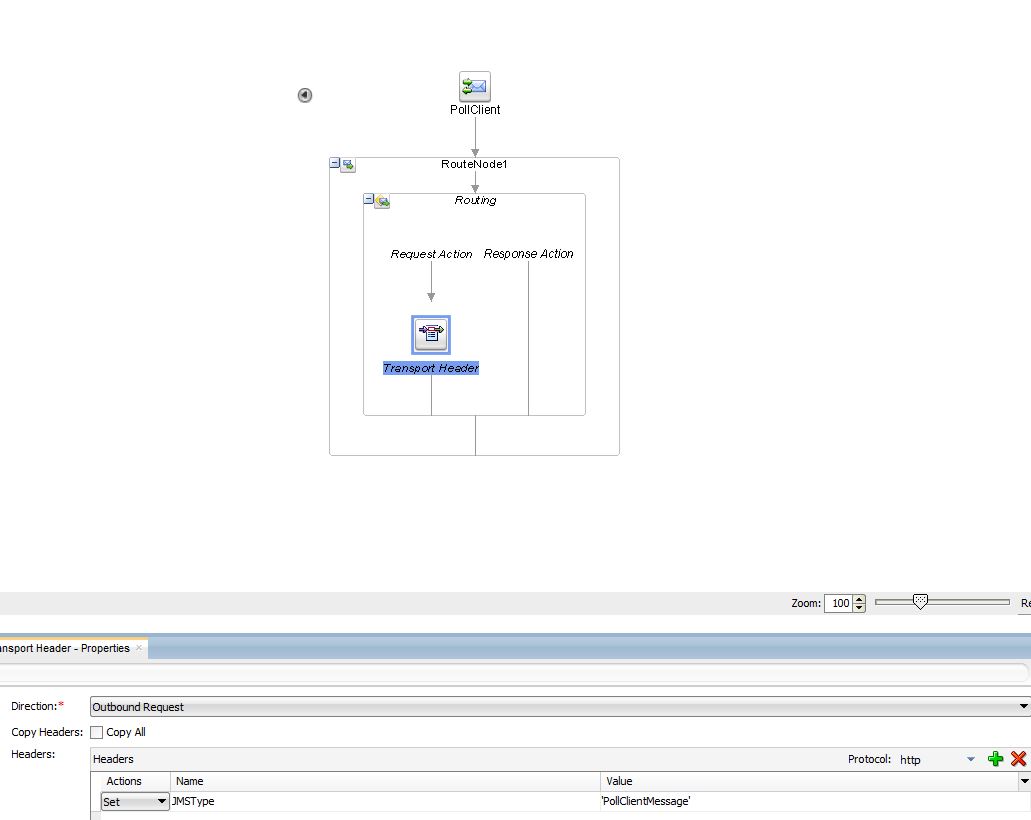 PollClient
RouteNode1
Routing
Request Action Response Action
Transport Header
Zoom: 100
ansport Header - Properties
Direction:* Outbound Request
Copy Headers: Copy All
Headers: Headers Protocol: http
Actions Name Value
Set JMSType 'PollClientMessage'